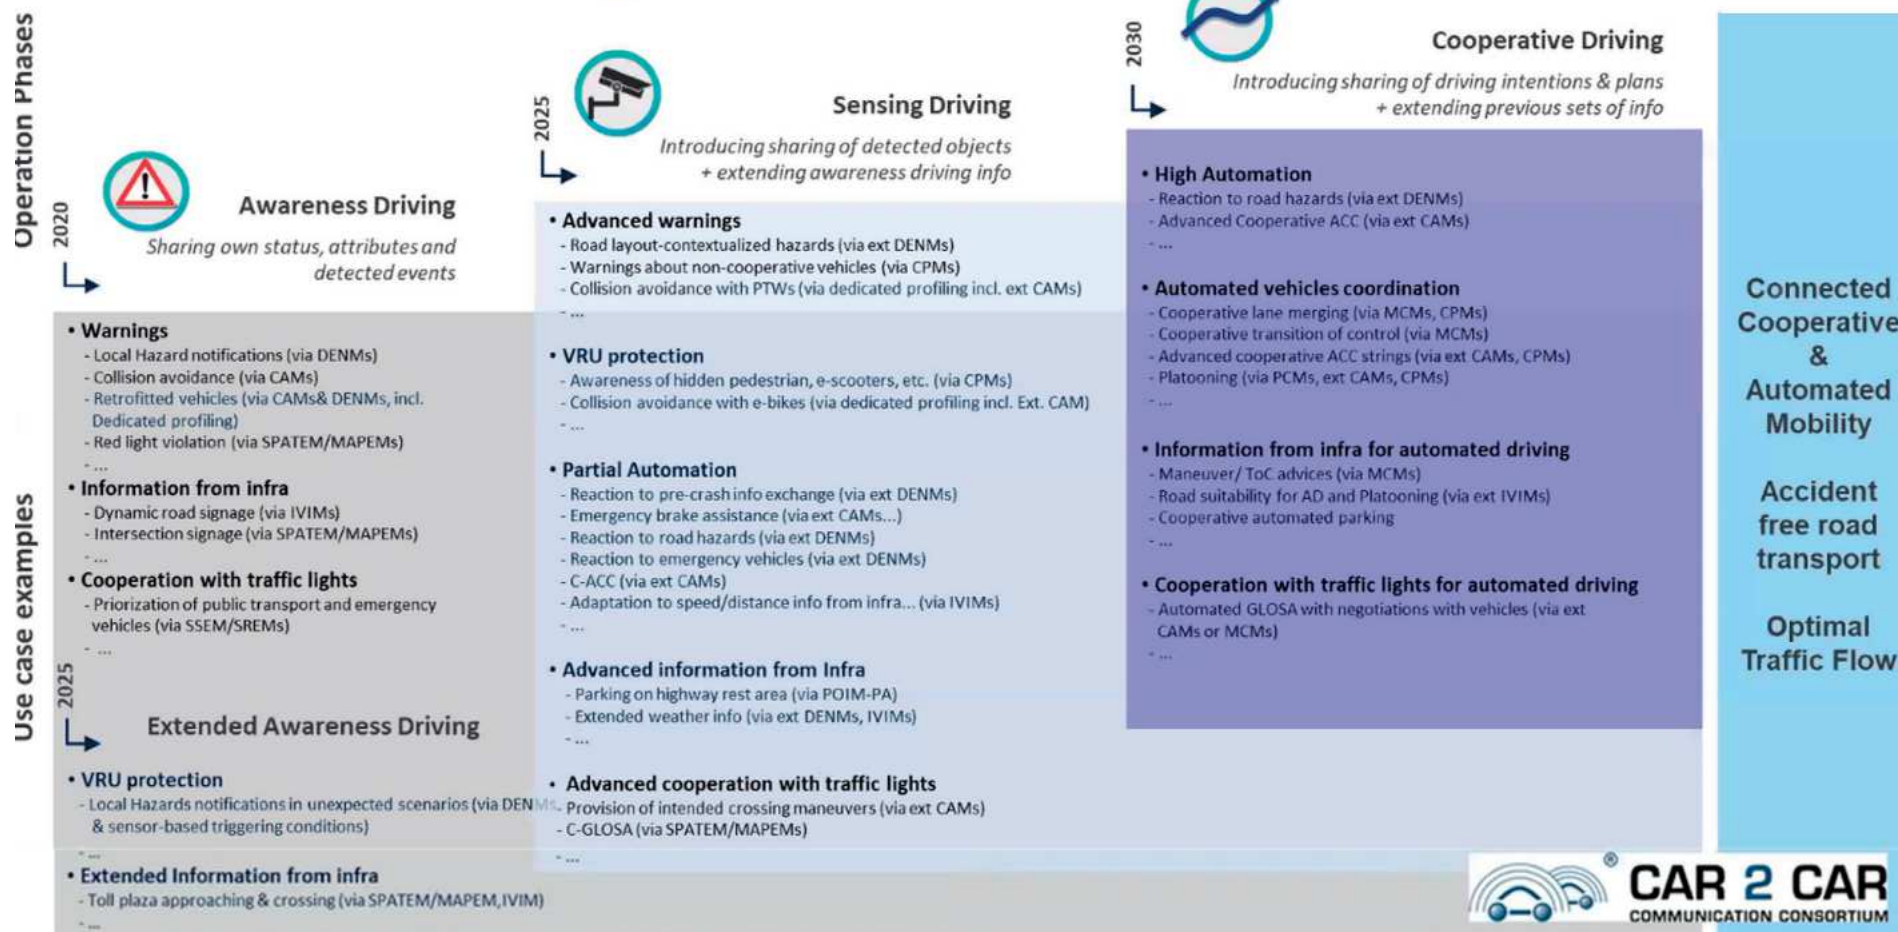 Operation Phases
2020
Awareness Driving
Sharing own status, attributes and
detected events
• Warnings
- Local Hazard notifications (via DENMs)
- Collision avoidance (via CAMs)
- Retrofitted vehicles (via CAMs& DENMs, incl.
Dedicated profiling)
- Red light violation (via SPATEM/MAPEMs)
- ...
• Information from infra
- Dynamic road signage (via IVIMs)
- Intersection signage (via SPATEM/MAPEMs)
- ...
• Cooperation with traffic lights
- Priorization of public transport and emergency
vehicles (via SSEM/SREMs)
- ...
Use case examples
2025
Extended Awareness Driving
• VRU protection
- Local Hazards notifications in unexpected scenarios (via DENMs
& sensor-based triggering conditions)
- ...
• Extended Information from infra
- Toll plaza approaching & crossing (via SPATEM/MAPEM,IVIM)
- ...
2025
Sensing Driving
Introducing sharing of detected objects
+ extending awareness driving info
• Advanced warnings
- Road layout-contextualized hazards (via ext DENMs)
- Warnings about non-cooperative vehicles (via CPMs)
- Collision avoidance with PTWs (via dedicated profiling incl. ext CAMs)
- ...
• VRU protection
- Awareness of hidden pedestrian, e-scooters, etc. (via CPMs)
- Collision avoidance with e-bikes (via dedicated profiling incl. Ext. CAM)
- ...
• Partial Automation
- Reaction to pre-crash info exchange (via ext DENMs)
- Emergency brake assistance (via ext CAMs...)
- Reaction to road hazards (via ext DENMs)
- Reaction to emergency vehicles (via ext DENMs)
- C-ACC (via ext CAMs)
- Adaptation to speed/distance info from infra... (via IVIMs)
- ...
• Advanced information from Infra
- Parking on highway rest area (via POIM-PA)
- Extended weather info (via ext DENMs, IVIMs)
- ...
• Advanced cooperation with traffic lights
- Provision of intended crossing maneuvers (via ext CAMs)
- C-GLOSA (via SPATEM/MAPEMs)
- ...
2030
Cooperative Driving
Introducing sharing of driving intentions & plans
+ extending previous sets of info
• High Automation
- Reaction to road hazards (via ext DENMs)
- Advanced Cooperative ACC (via ext CAMs)
- ...
• Automated vehicles coordination
- Cooperative lane merging (via MCMs, CPMs)
- Cooperative transition of control (via MCMs)
- Advanced cooperative ACC strings (via ext CAMs, CPMs)
- Platooning (via PCMs, ext CAMs, CPMs)
- ...
• Information from infra for automated driving
- Maneuver/ ToC advices (via MCMs)
- Road suitability for AD and Platooning (via ext IVIMs)
- Cooperative automated parking
- ...
• Cooperation with traffic lights for automated driving
- Automated GLOSA with negotiations with vehicles (via ext
CAMs or MCMs)
- ...
Connected
Cooperative
&
Automated
Mobility
Accident
free road
transport
Optimal
Traffic Flow
® CAR 2 CAR
COMMUNICATION CONSORTIUM